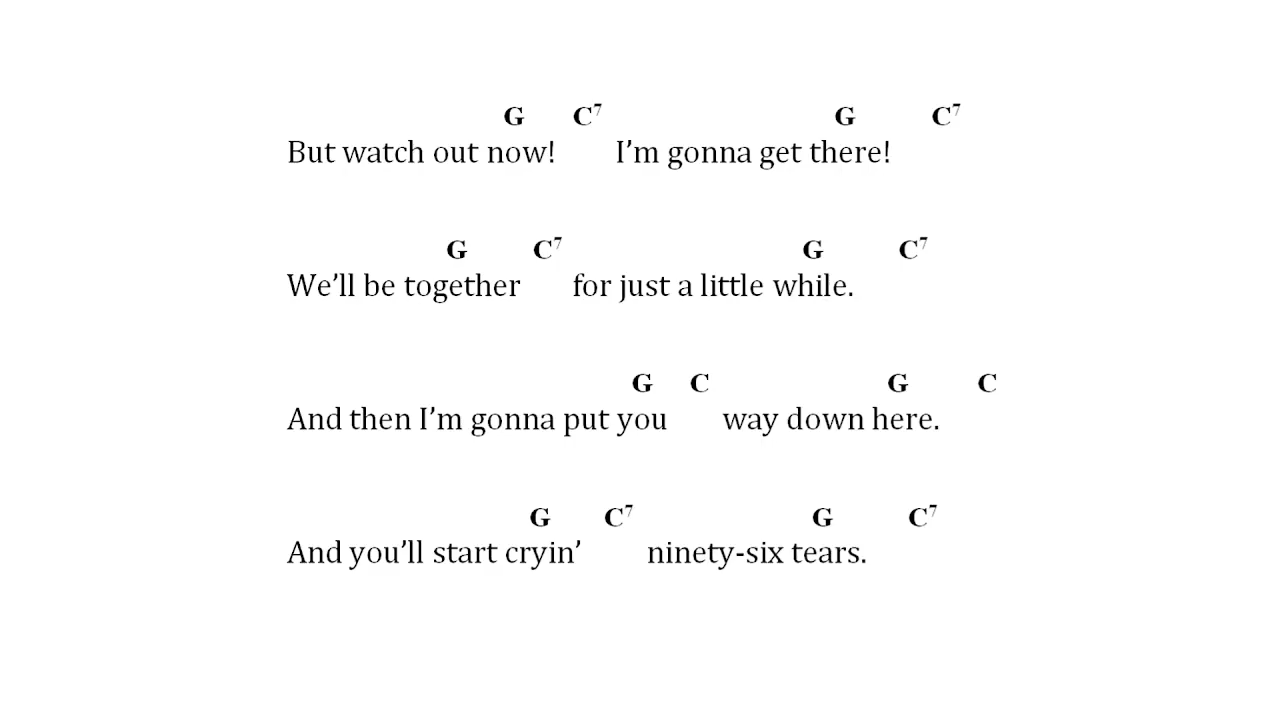 G C⁷ G C⁷
But watch out now! I’m gonna get there!
G C⁷ G C⁷
We’ll be together for just a little while.
G C G C
And then I’m gonna put you way down here.
G C⁷ G C⁷
And you’ll start cryin’ ninety-six tears.